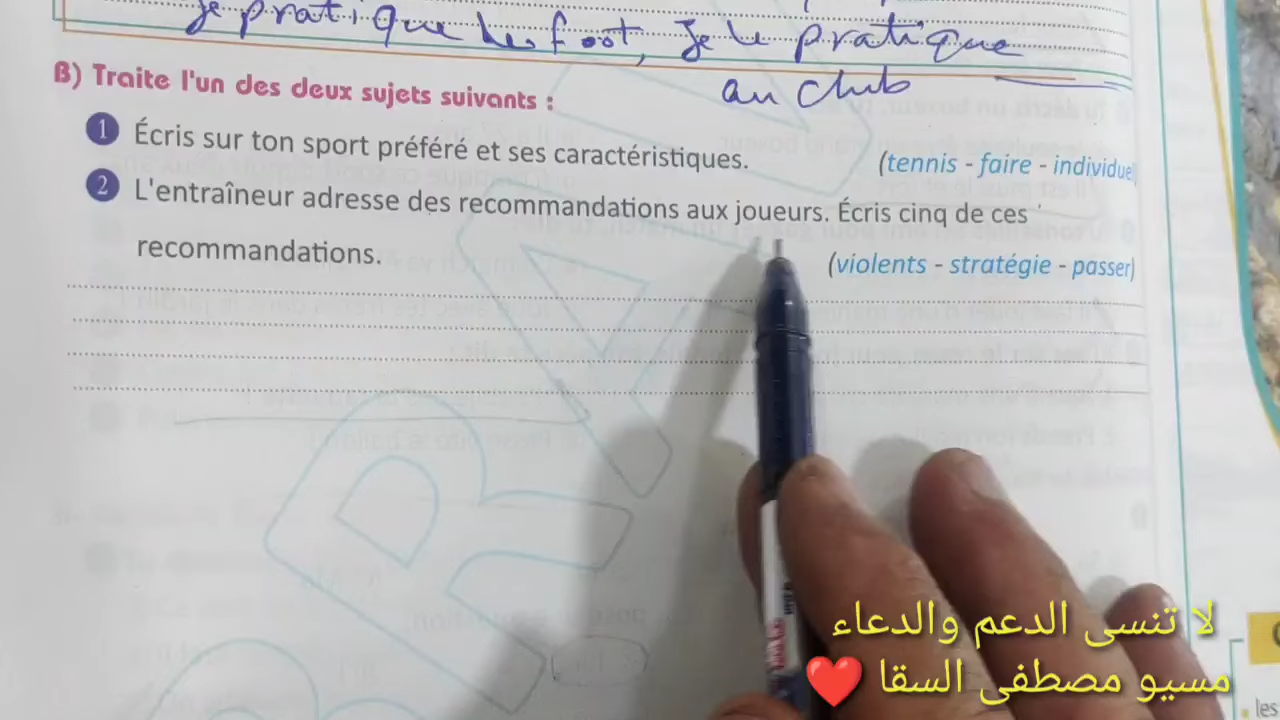 je pratique les foot, je le pratique
au club
B) Traite l'un des deux sujets suivants :
1 Écris sur ton sport préféré et ses caractéristiques. (tennis - faire - individuel
2 L'entraîneur adresse des recommandations aux joueurs. Écris cinq de ces
recommandations. (violents - stratégie - passer)
لا تنسى الدعم والدعاء
مسيو مصطفى السقا ❤️
les